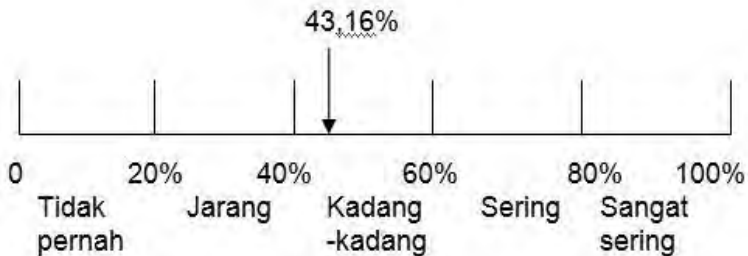 43,16%
0 20% 40% 60% 80% 100%
Tidak Jarang Kadang Sering Sangat
pernah -kadang sering